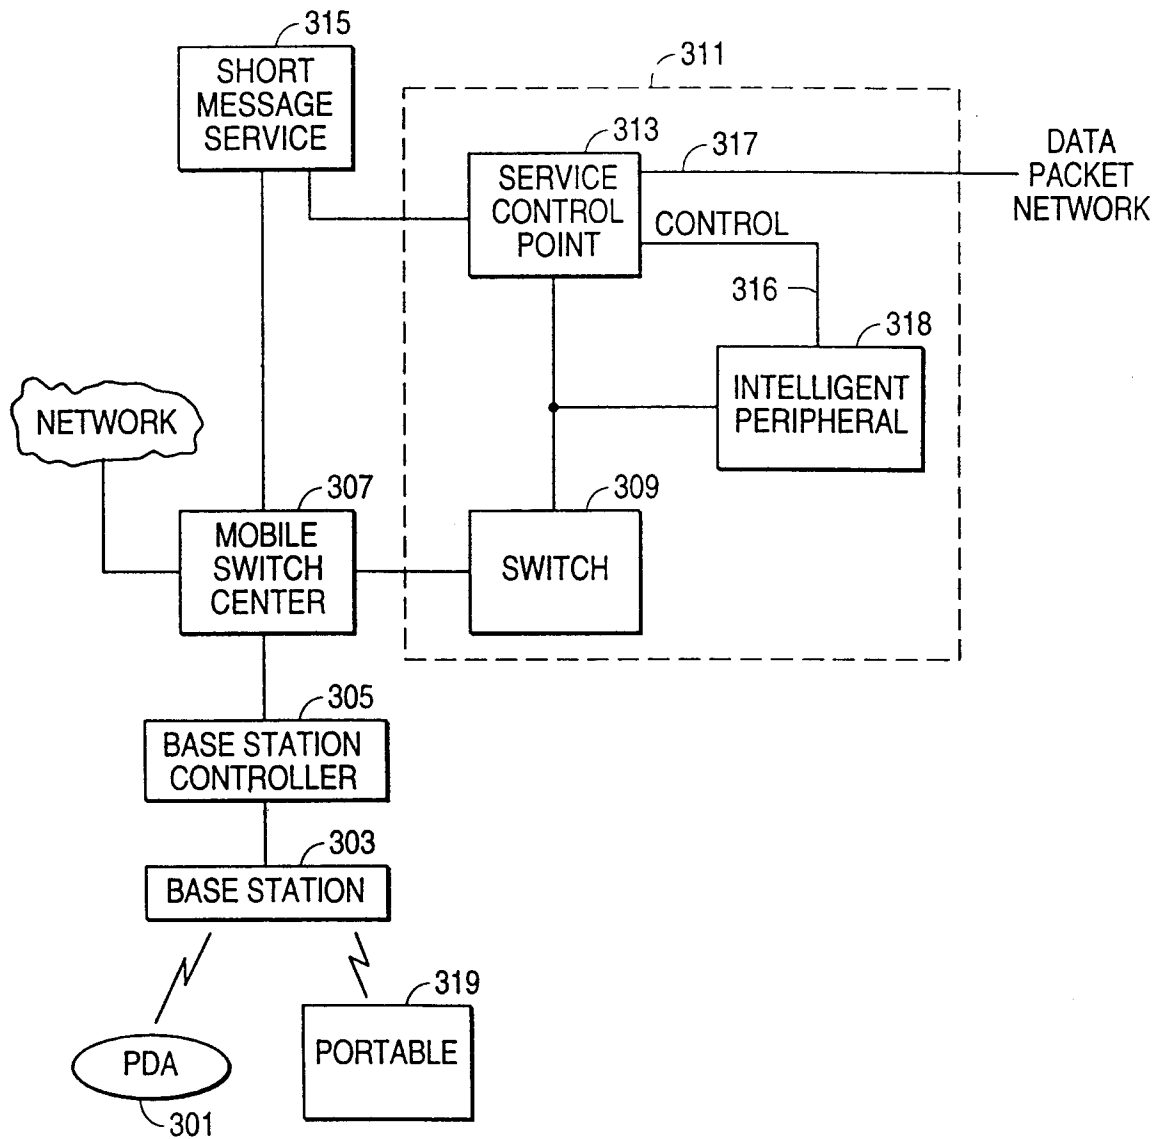 315
SHORT
MESSAGE
SERVICE
311
313
317
SERVICE
CONTROL
POINT
DATA
PACKET
NETWORK
CONTROL
316
318
INTELLIGENT
PERIPHERAL
NETWORK
307
MOBILE
SWITCH
CENTER
309
SWITCH
305
BASE STATION
CONTROLLER
303
BASE STATION
319
PORTABLE
PDA
301